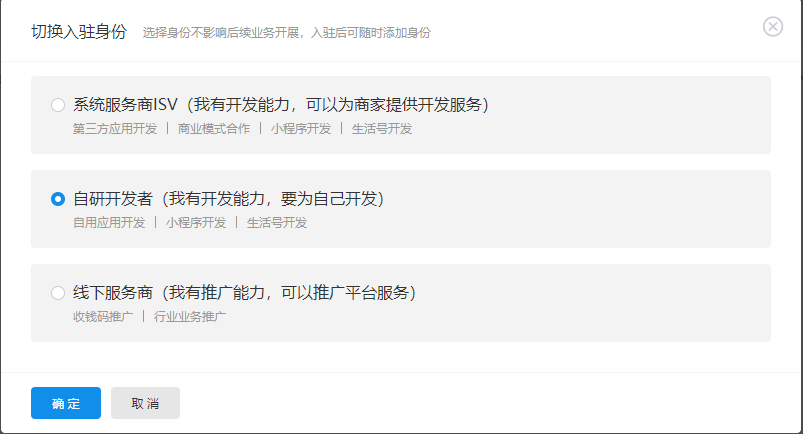 切换入驻身份 选择身份不影响后续业务开展，入驻后可随时添加身份
系统服务商ISV（我有开发能力，可以为商家提供开发服务）
第三方应用开发 | 商业模式合作 | 小程序开发 | 生活号开发
自研开发者（我有开发能力，要为自己开发）
自用应用开发 | 小程序开发 | 生活号开发
线下服务商（我有推广能力，可以推广平台服务）
收钱码推广 | 行业业务推广
确定 取消